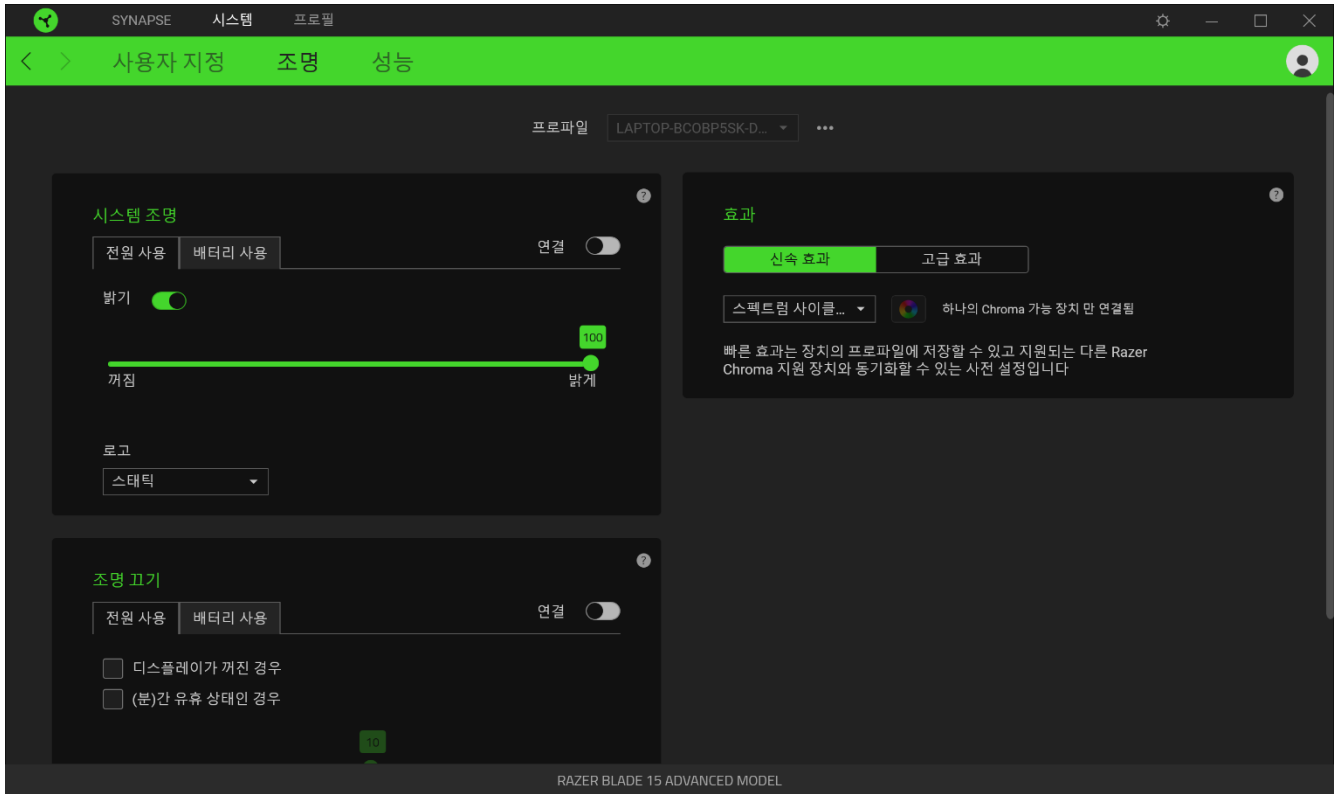 SYNAPSE 시스템 프로필
사용자 지정 조명 성능
프로파일 LAPTOP-BCOBP5SK-D... •••
시스템 조명
전원 사용 배터리 사용 연결
밝기
100
꺼짐 밝게
로고
스태틱
효과
신속 효과 고급 효과
스펙트럼 사이클... 하나의 Chroma 가능 장치 만 연결됨
빠른 효과는 장치의 프로파일에 저장할 수 있고 지원되는 다른 Razer
Chroma 지원 장치와 동기화할 수 있는 사전 설정입니다
조명 끄기
전원 사용 배터리 사용 연결
디스플레이가 꺼진 경우
(분)간 유휴 상태인 경우
10
RAZER BLADE 15 ADVANCED MODEL